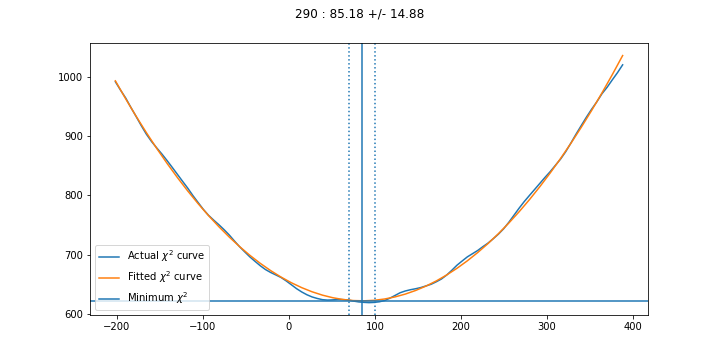 290 : 85.18 +/- 14.88
1000
900
800
700
600
Actual χ² curve
Fitted χ² curve
Minimum χ²
−200 −100 0 100 200 300 400